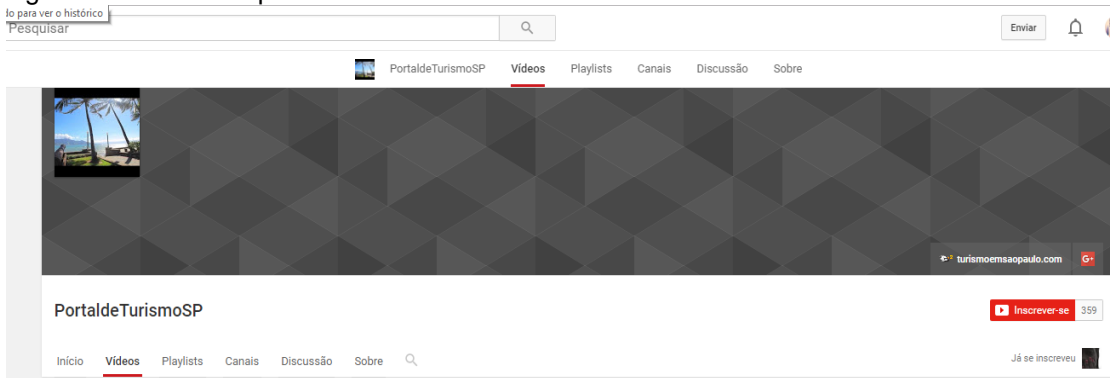 do para ver o histórico
Pesquisar
Enviar
PortaldeTurismoSP Vídeos Playlists Canais Discussão Sobre
turismoemsaopaulo.com G+
PortaldeTurismoSP
Inscrever-se 359
Início Vídeos Playlists Canais Discussão Sobre
Já se inscreveu